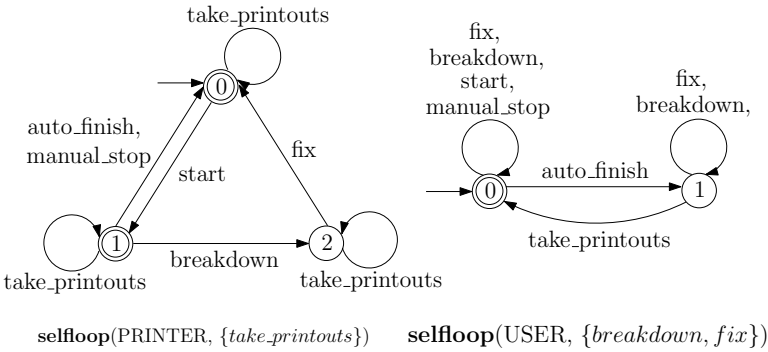 take_printouts
0
auto_finish,
manual_stop
start
fix
1
2
breakdown
take_printouts
take_printouts
selfloop(PRINTER, {take_printouts})
fix,
breakdown,
start,
manual_stop
fix,
breakdown,
0
auto_finish
1
take_printouts
selfloop(USER, {breakdown, fix})